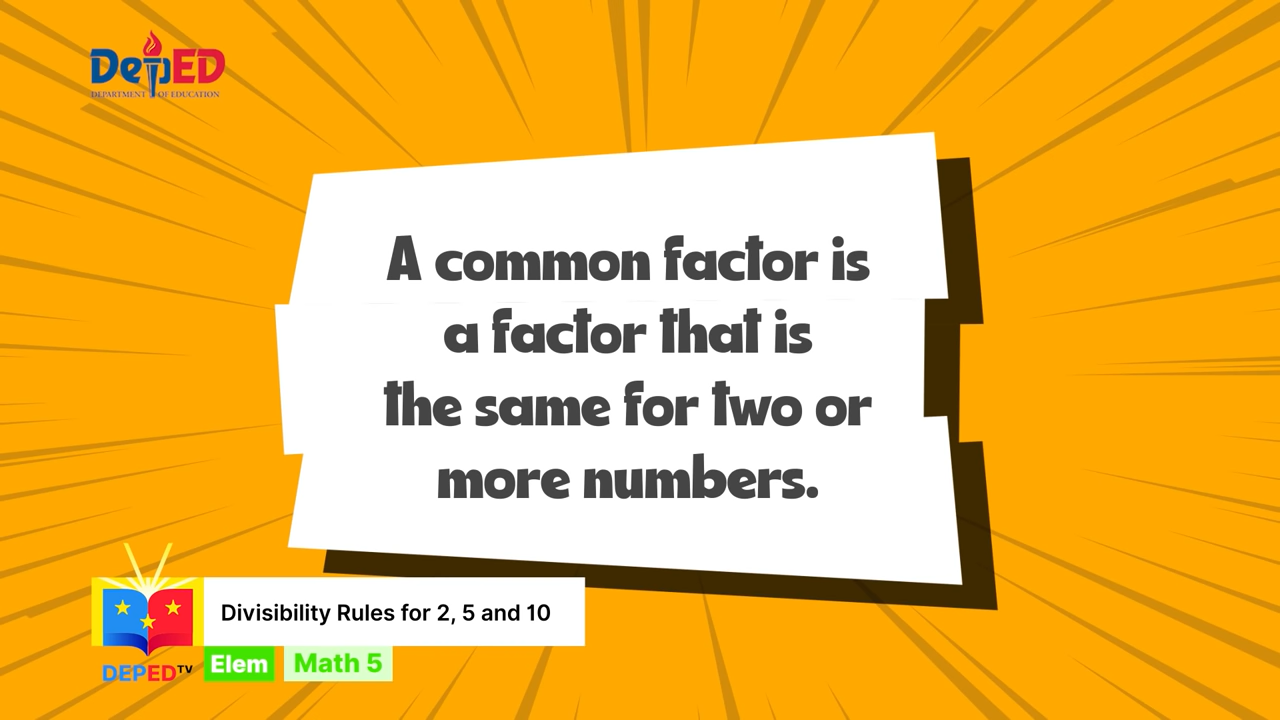 DepED
DEPARTMENT OF EDUCATION
A common factor is
a factor that is
the same for two or
more numbers.
Divisibility Rules for 2, 5 and 10
DEPED TV
Elem
Math 5